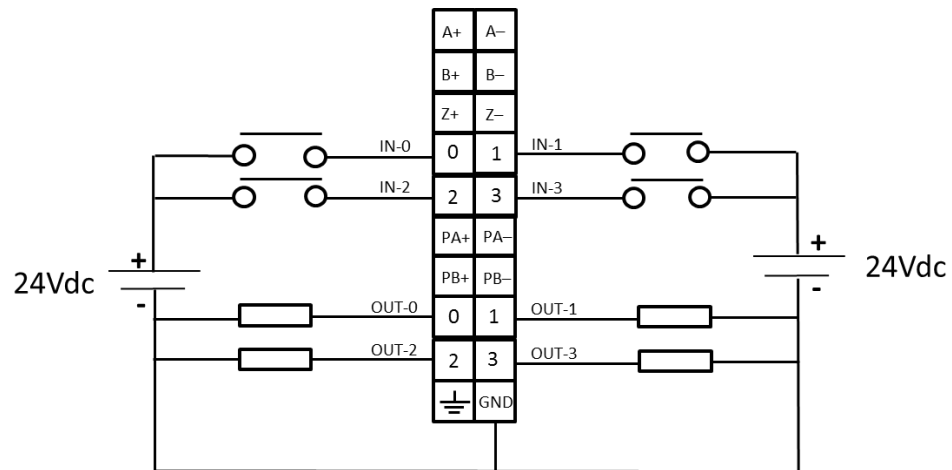 A+ A–
B+ B–
Z+ Z–
IN-0 0 1 IN-1
IN-2 2 3 IN-3
PA+ PA–
+ +
24Vdc PB+ PB– 24Vdc
- -
OUT-0 0 1 OUT-1
OUT-2 2 3 OUT-3
GND